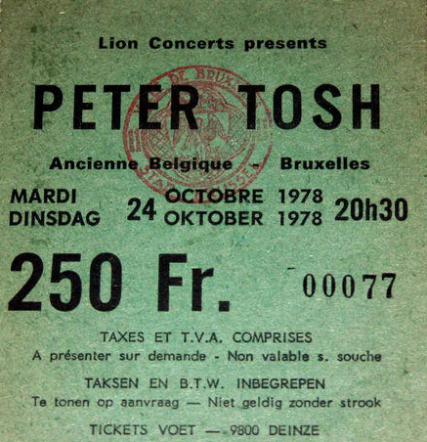 Lion Concerts presents
PETER TOSH
Ancienne Belgique - Bruxelles
MARDI 24 OCTOBRE 1978 20h30
DINSDAG OKTOBER 1978
250 Fr. 00077
TAXES ET T.V.A. COMPRISES
A présenter sur demande - Non valable s. souche
TAKSEN EN B.T.W. INBEGREPEN
Te tonen op aanvraag — Niet geldig zonder strook
TICKETS VOET — 9800 DEINZE